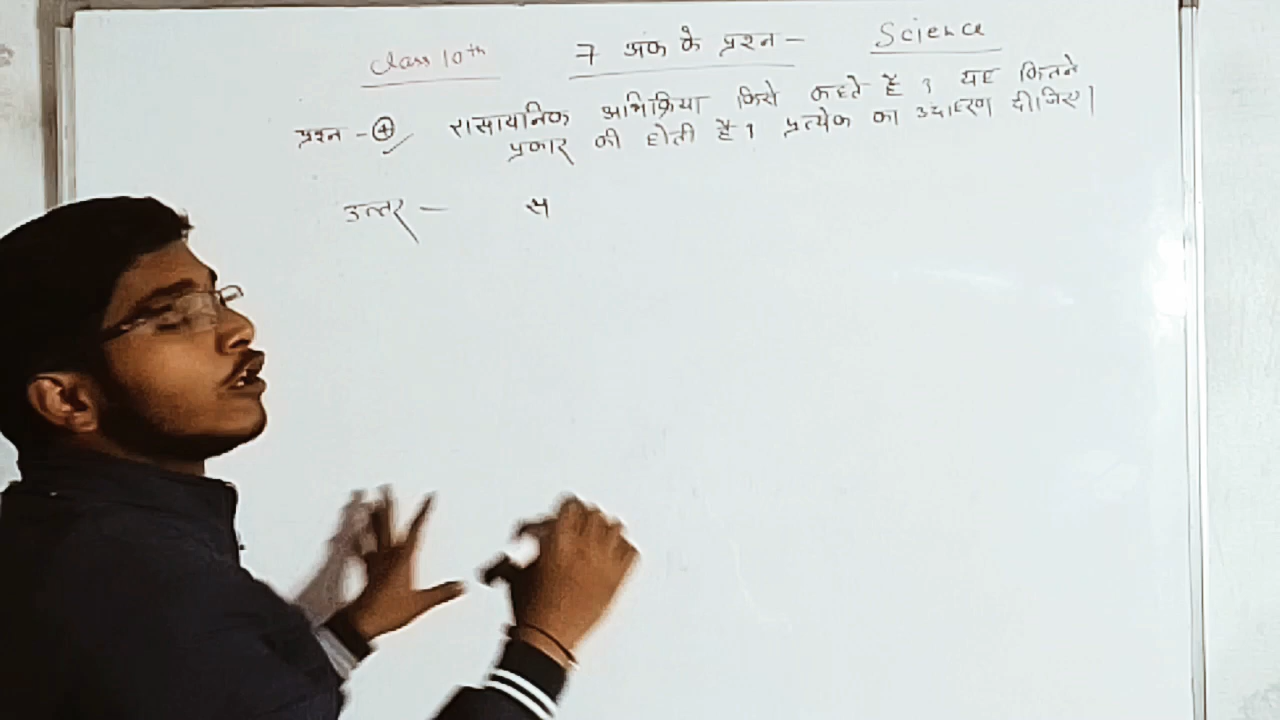 Class 10th 7 अंक के प्रश्न - Science
प्रश्न - 4 रासायनिक अभिक्रिया किसे कहते है ? यह कितने
प्रकार की होती है ? प्रत्येक का उदाहरण दीजिए।
उत्तर - स